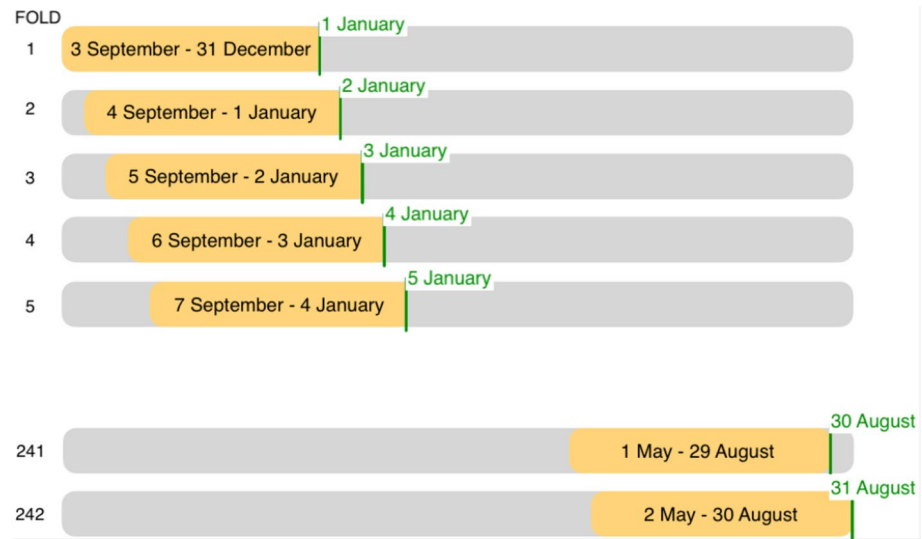 FOLD
1 January
1 3 September - 31 December
2 January
2 4 September - 1 January
3 January
3 5 September - 2 January
4 January
4 6 September - 3 January
5 January
5 7 September - 4 January
30 August
241 1 May - 29 August
31 August
242 2 May - 30 August